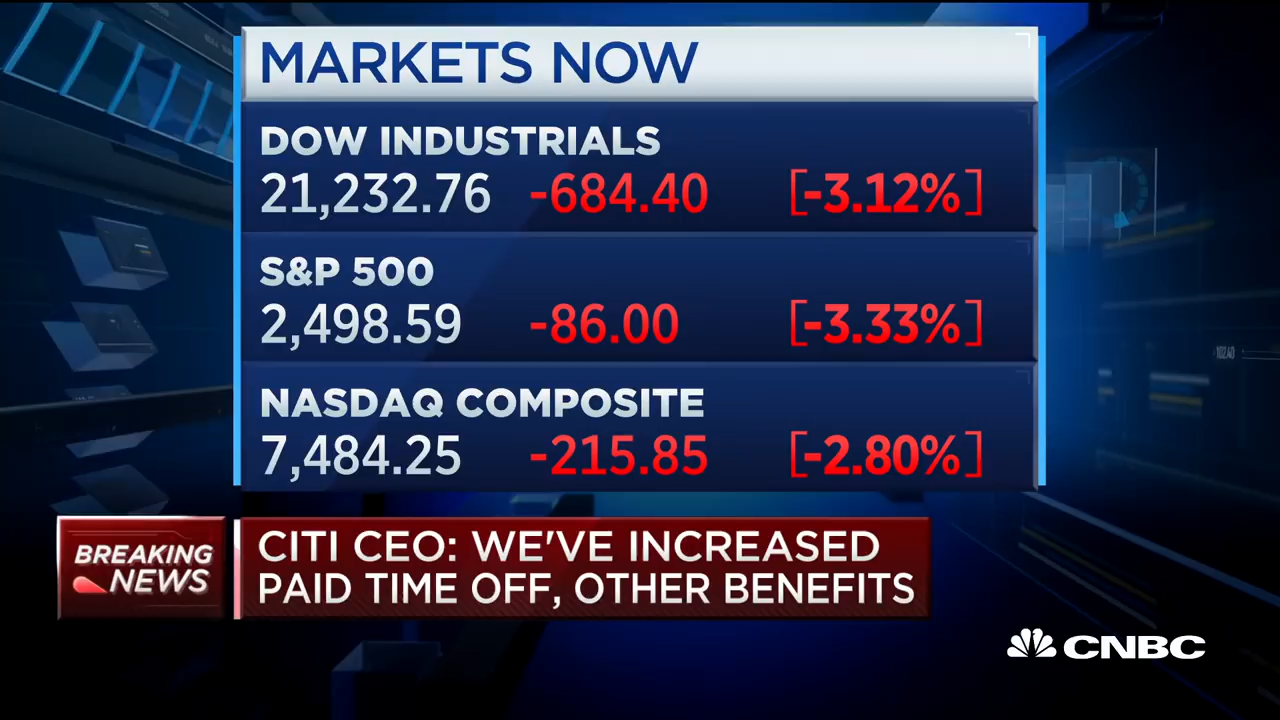 MARKETS NOW
DOW INDUSTRIALS
21,232.76 -684.40 [-3.12%]
S&P 500
2,498.59 -86.00 [-3.33%]
NASDAQ COMPOSITE
7,484.25 -215.85 [-2.80%]
102.40
BREAKING
NEWS
CITI CEO: WE'VE INCREASED
PAID TIME OFF, OTHER BENEFITS
CNBC